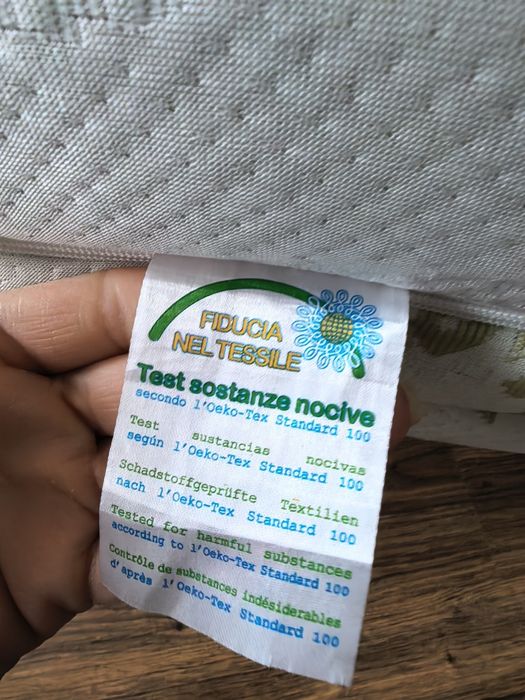 FIDUCIA
NEL TESSILE
Test sostanze nocive
secondo l'Oeko-Tex Standard 100
Test sustancias nocivas
según l'Oeko-Tex Standard 100
Schadstoffgeprüfte Textilien
nach l'Oeko-Tex Standard 100
Tested for harmful substances
according to l'Oeko-Tex Standard 100
Contrôle de substances indésiderables
d'après l'Oeko-Tex Standard 100